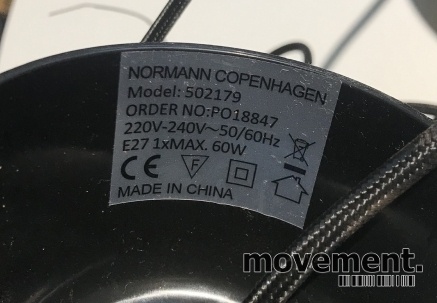 NORMANN COPENHAGEN
Model: 502179
ORDER NO:PO18847
220V-240V~50/60Hz
E27 1xMAX. 60W
CE F
MADE IN CHINA
movement.